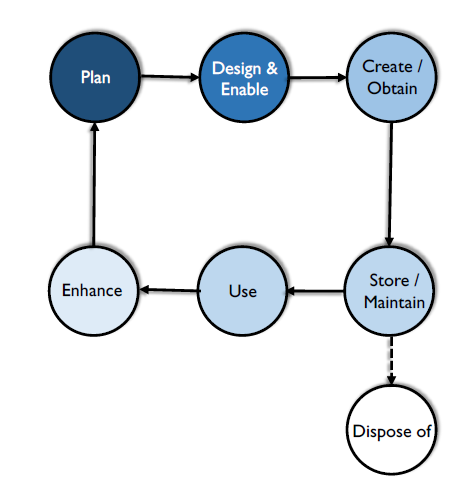 Plan
Design &
Enable
Create /
Obtain
Enhance
Use
Store /
Maintain
Dispose of